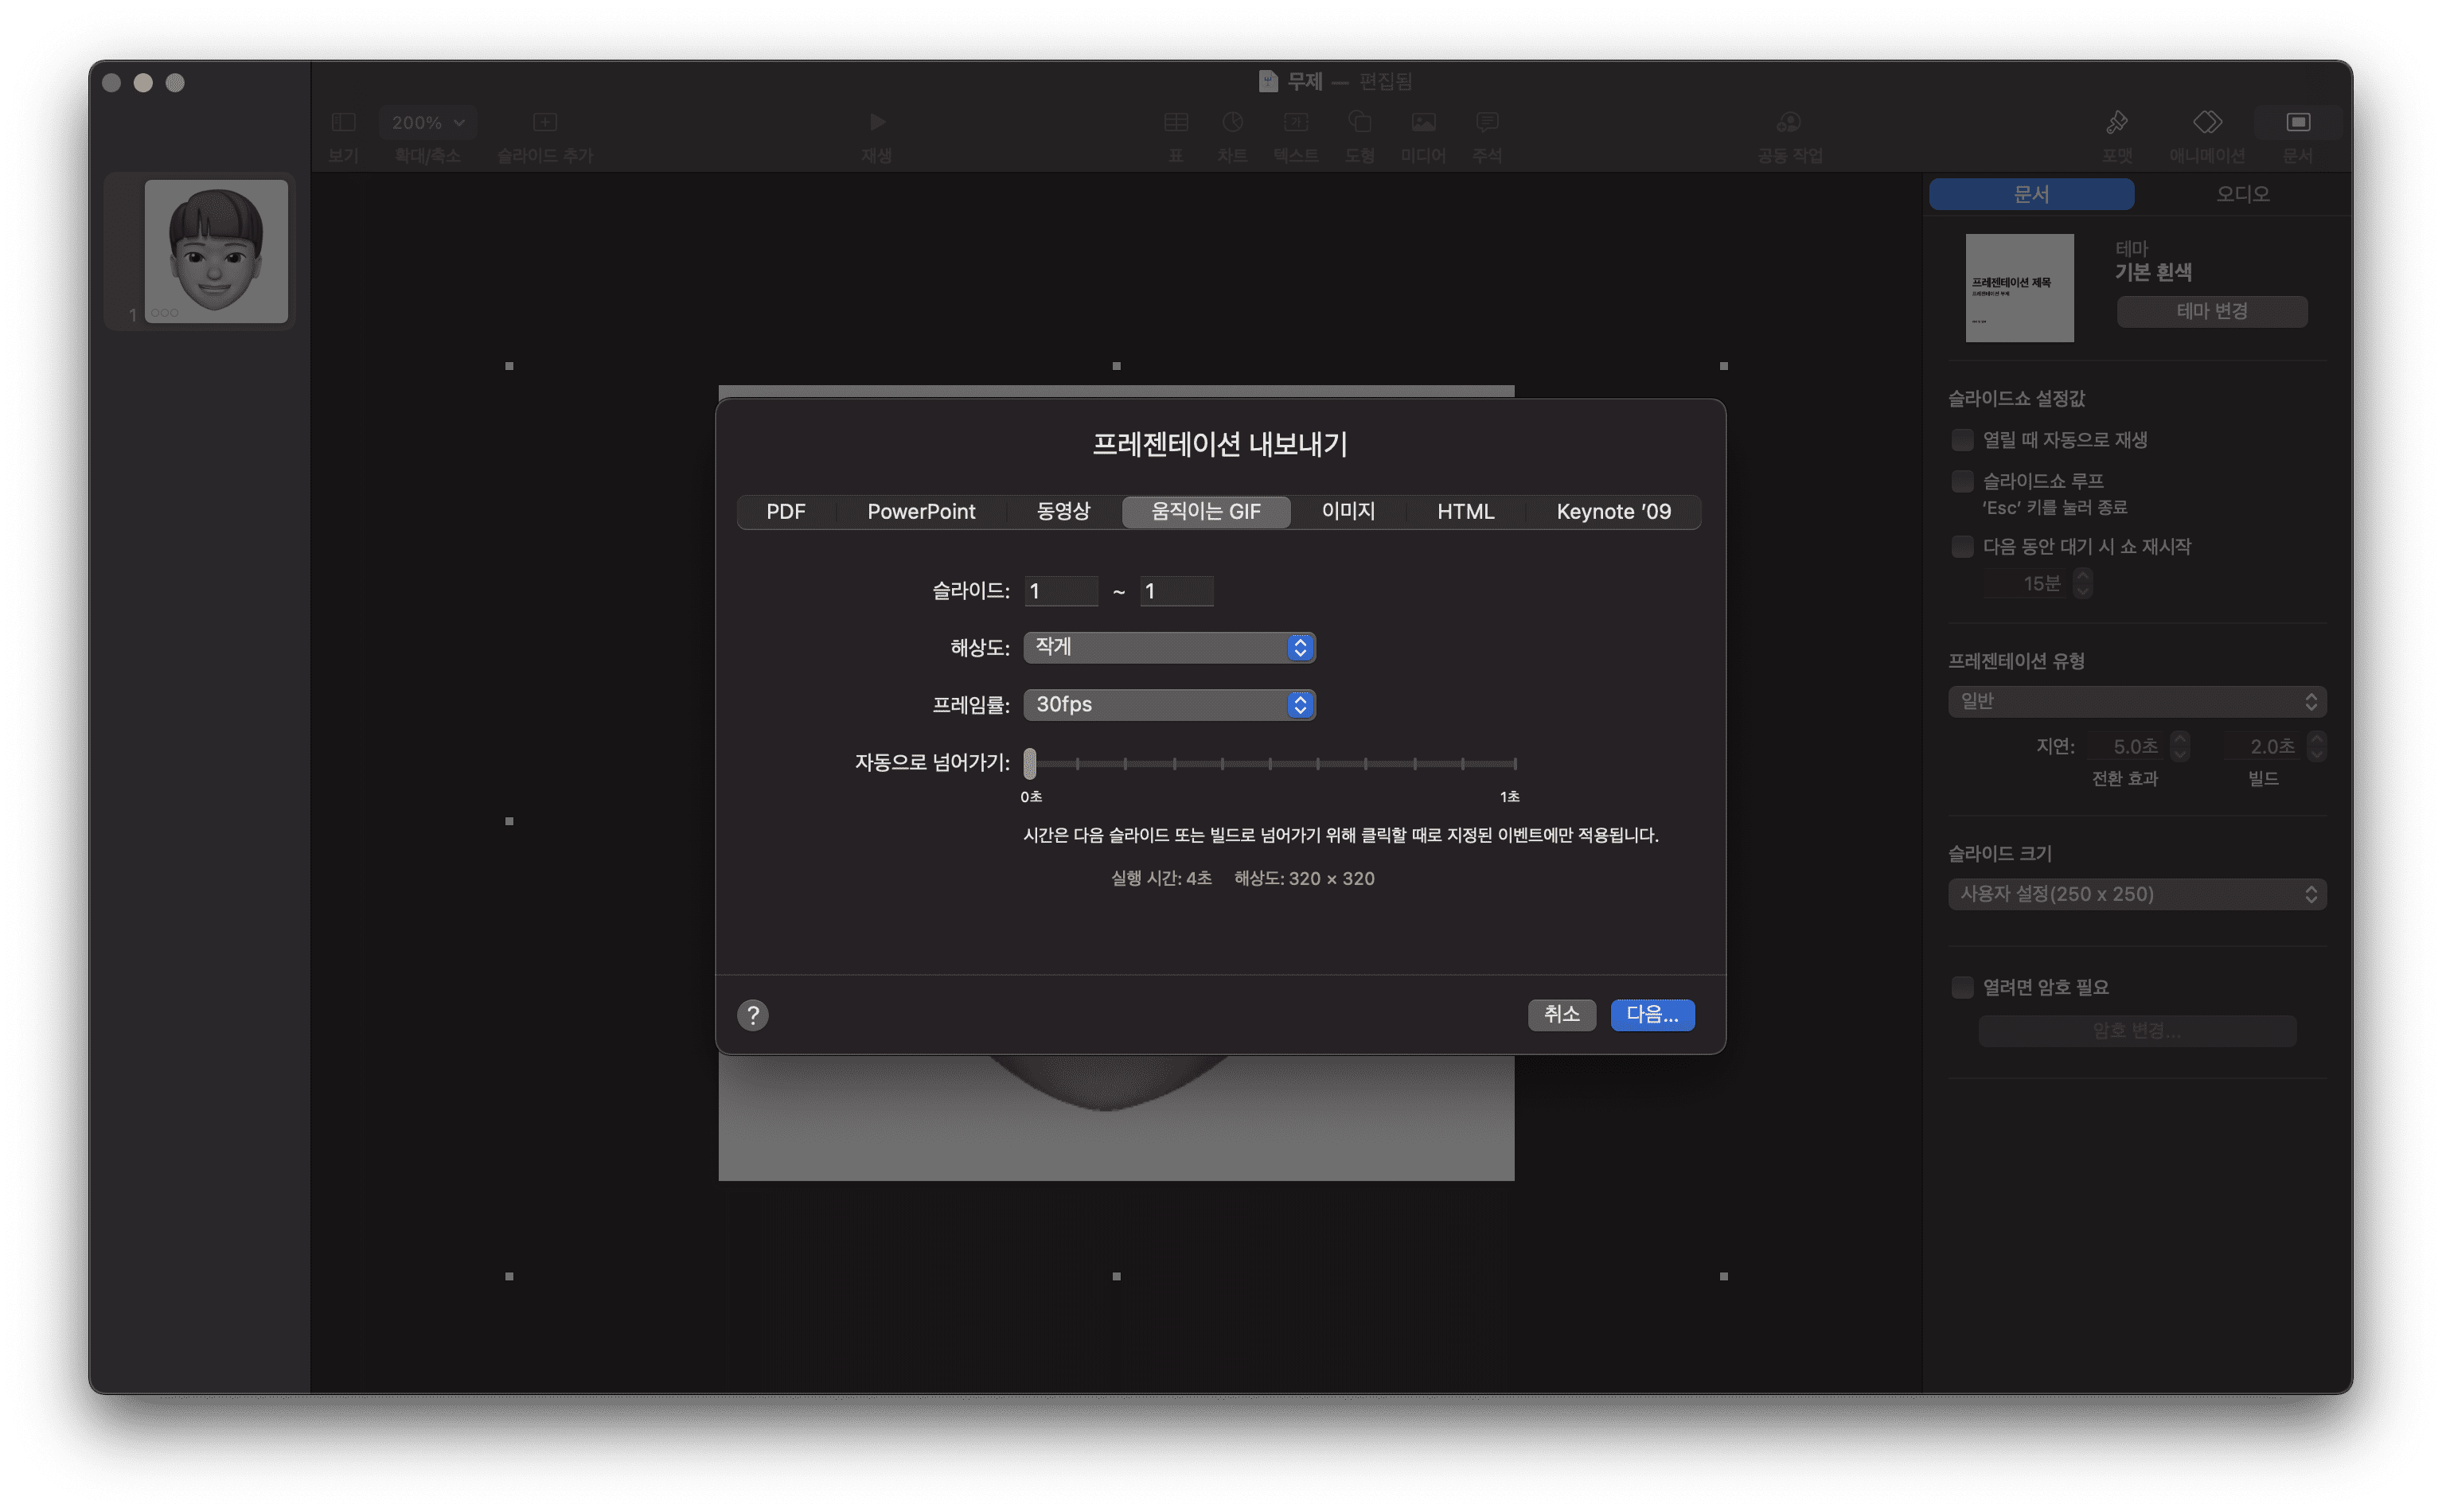 무제 — 편집됨
200%
보기 확대/축소 슬라이드 추가 재생 표 차트 텍스트 도형 미디어 주석 공동 작업 포맷 애니메이션 문서
1
문서 오디오
프레젠테이션 제목
테마
기본 흰색
테마 변경
슬라이드쇼 설정값
열릴 때 자동으로 재생
슬라이드쇼 루프
‘Esc’ 키를 눌러 종료
다음 동안 대기 시 쇼 재시작
15분
프레젠테이션 유형
일반
지연: 5.0초 2.0초
전환 효과 빌드
슬라이드 크기
사용자 설정(250 x 250)
열려면 암호 필요
암호 변경...
프레젠테이션 내보내기
PDF PowerPoint 동영상 움직이는 GIF 이미지 HTML Keynote ’09
슬라이드: 1 ~ 1
해상도: 작게
프레임률: 30fps
자동으로 넘어가기:
0초 1초
시간은 다음 슬라이드 또는 빌드로 넘어가기 위해 클릭할 때로 지정된 이벤트에만 적용됩니다.
실행 시간: 4초 해상도: 320 × 320
? 취소 다음...